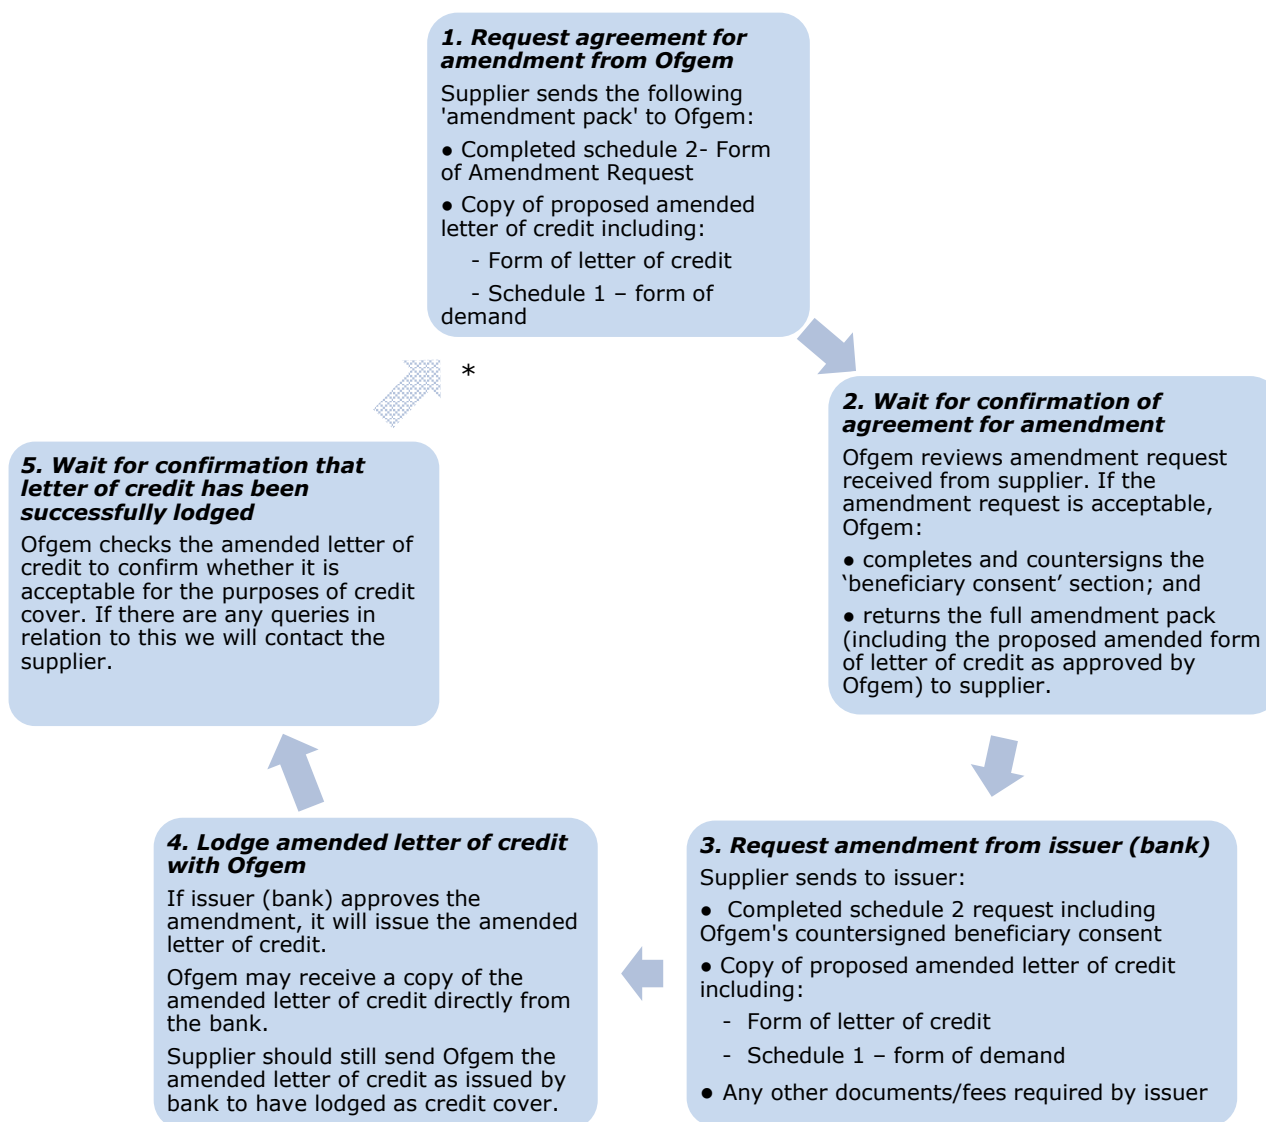 1. Request agreement for
amendment from Ofgem
Supplier sends the following
'amendment pack' to Ofgem:
● Completed schedule 2- Form
of Amendment Request
● Copy of proposed amended
letter of credit including:
- Form of letter of credit
- Schedule 1 – form of
demand
*
2. Wait for confirmation of
agreement for amendment
Ofgem reviews amendment request
received from supplier. If the
amendment request is acceptable,
Ofgem:
● completes and countersigns the
‘beneficiary consent’ section; and
● returns the full amendment pack
(including the proposed amended form
of letter of credit as approved by
Ofgem) to supplier.
3. Request amendment from issuer (bank)
Supplier sends to issuer:
● Completed schedule 2 request including
Ofgem's countersigned beneficiary consent
● Copy of proposed amended letter of credit
including:
- Form of letter of credit
- Schedule 1 – form of demand
● Any other documents/fees required by issuer
4. Lodge amended letter of credit
with Ofgem
If issuer (bank) approves the
amendment, it will issue the amended
letter of credit.
Ofgem may receive a copy of the
amended letter of credit directly from
the bank.
Supplier should still send Ofgem the
amended letter of credit as issued by
bank to have lodged as credit cover.
5. Wait for confirmation that
letter of credit has been
successfully lodged
Ofgem checks the amended letter of
credit to confirm whether it is
acceptable for the purposes of credit
cover. If there are any queries in
relation to this we will contact the
supplier.